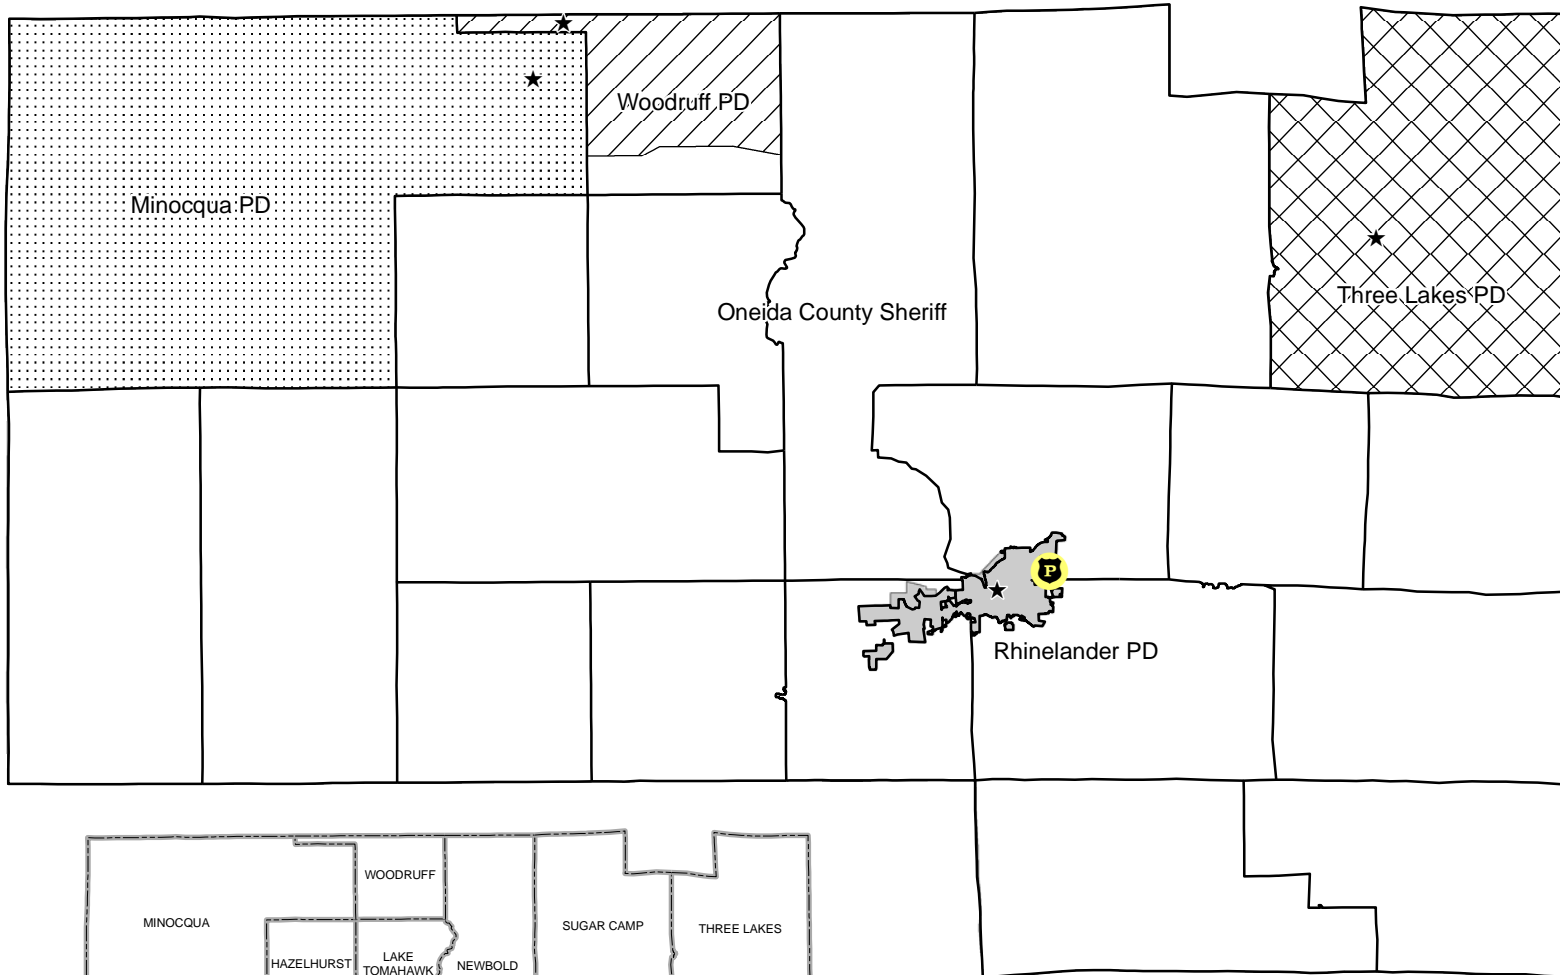 Woodruff PD
Minocqua PD
Three Lakes PD
Oneida County Sheriff
P
Rhinelander PD
WOODRUFF
MINOCQUA
SUGAR CAMP
THREE LAKES
HAZELHURST
LAKE
TOMAHAWK
NEWBOLD